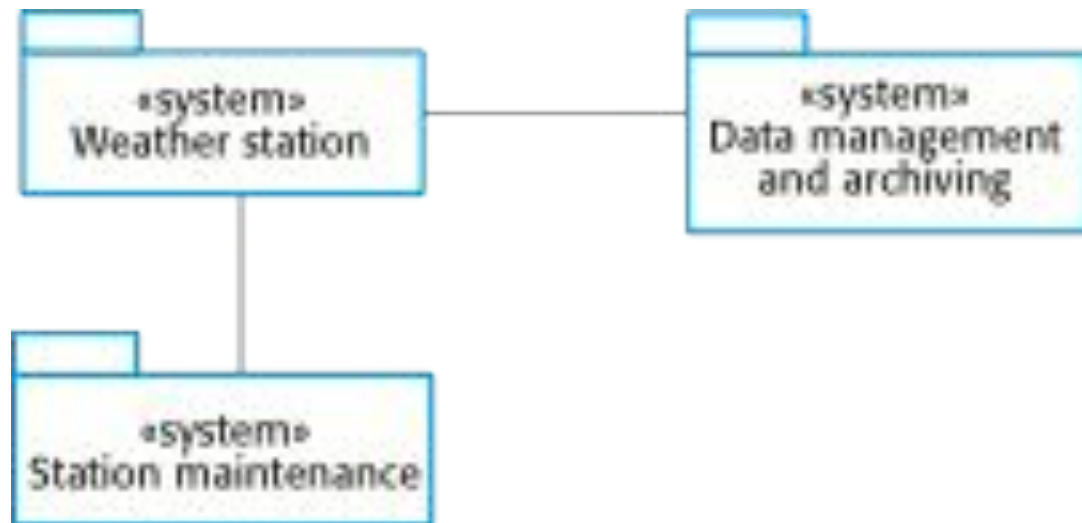 «system»
Weather station
«system»
Data management
and archiving
«system»
Station maintenance